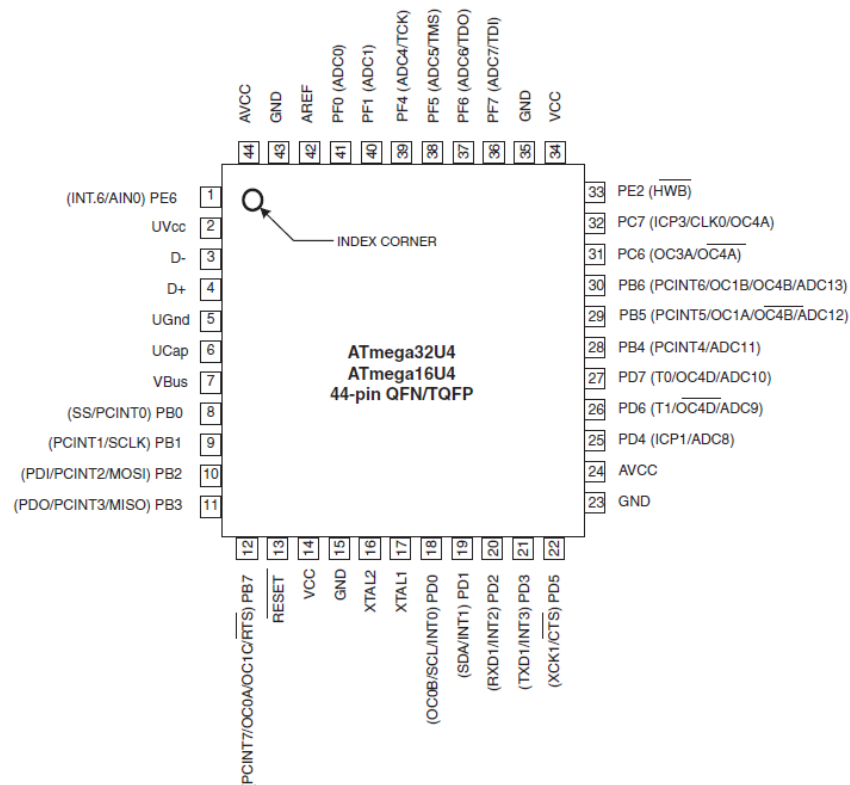 AVCC
GND
AREF
PF0 (ADC0)
PF1 (ADC1)
PF4 (ADC4/TCK)
PF5 (ADC5/TMS)
PF6 (ADC6/TDO)
PF7 (ADC7/TDI)
GND
VCC
44
43
42
41
40
39
38
37
36
35
34
(INT.6/AIN0) PE6 1
UVcc 2
D- 3
D+ 4
UGnd 5
UCap 6
VBus 7
(SS/PCINT0) PB0 8
(PCINT1/SCLK) PB1 9
(PDI/PCINT2/MOSI) PB2 10
(PDO/PCINT3/MISO) PB3 11
INDEX CORNER
ATmega32U4
ATmega16U4
44-pin QFN/TQFP
33 PE2 (HWB)
32 PC7 (ICP3/CLK0/OC4A)
31 PC6 (OC3A/OC4A)
30 PB6 (PCINT6/OC1B/OC4B/ADC13)
29 PB5 (PCINT5/OC1A/OC4B/ADC12)
28 PB4 (PCINT4/ADC11)
27 PD7 (T0/OC4D/ADC10)
26 PD6 (T1/OC4D/ADC9)
25 PD4 (ICP1/ADC8)
24 AVCC
23 GND
12
13
14
15
16
17
18
19
20
21
22
PCINT7/OC0A/OC1C/RTS) PB7
RESET
VCC
GND
XTAL2
XTAL1
(OC0B/SCL/INT0) PD0
(SDA/INT1) PD1
(RXD1/INT2) PD2
(TXD1/INT3) PD3
(XCK1/CTS) PD5